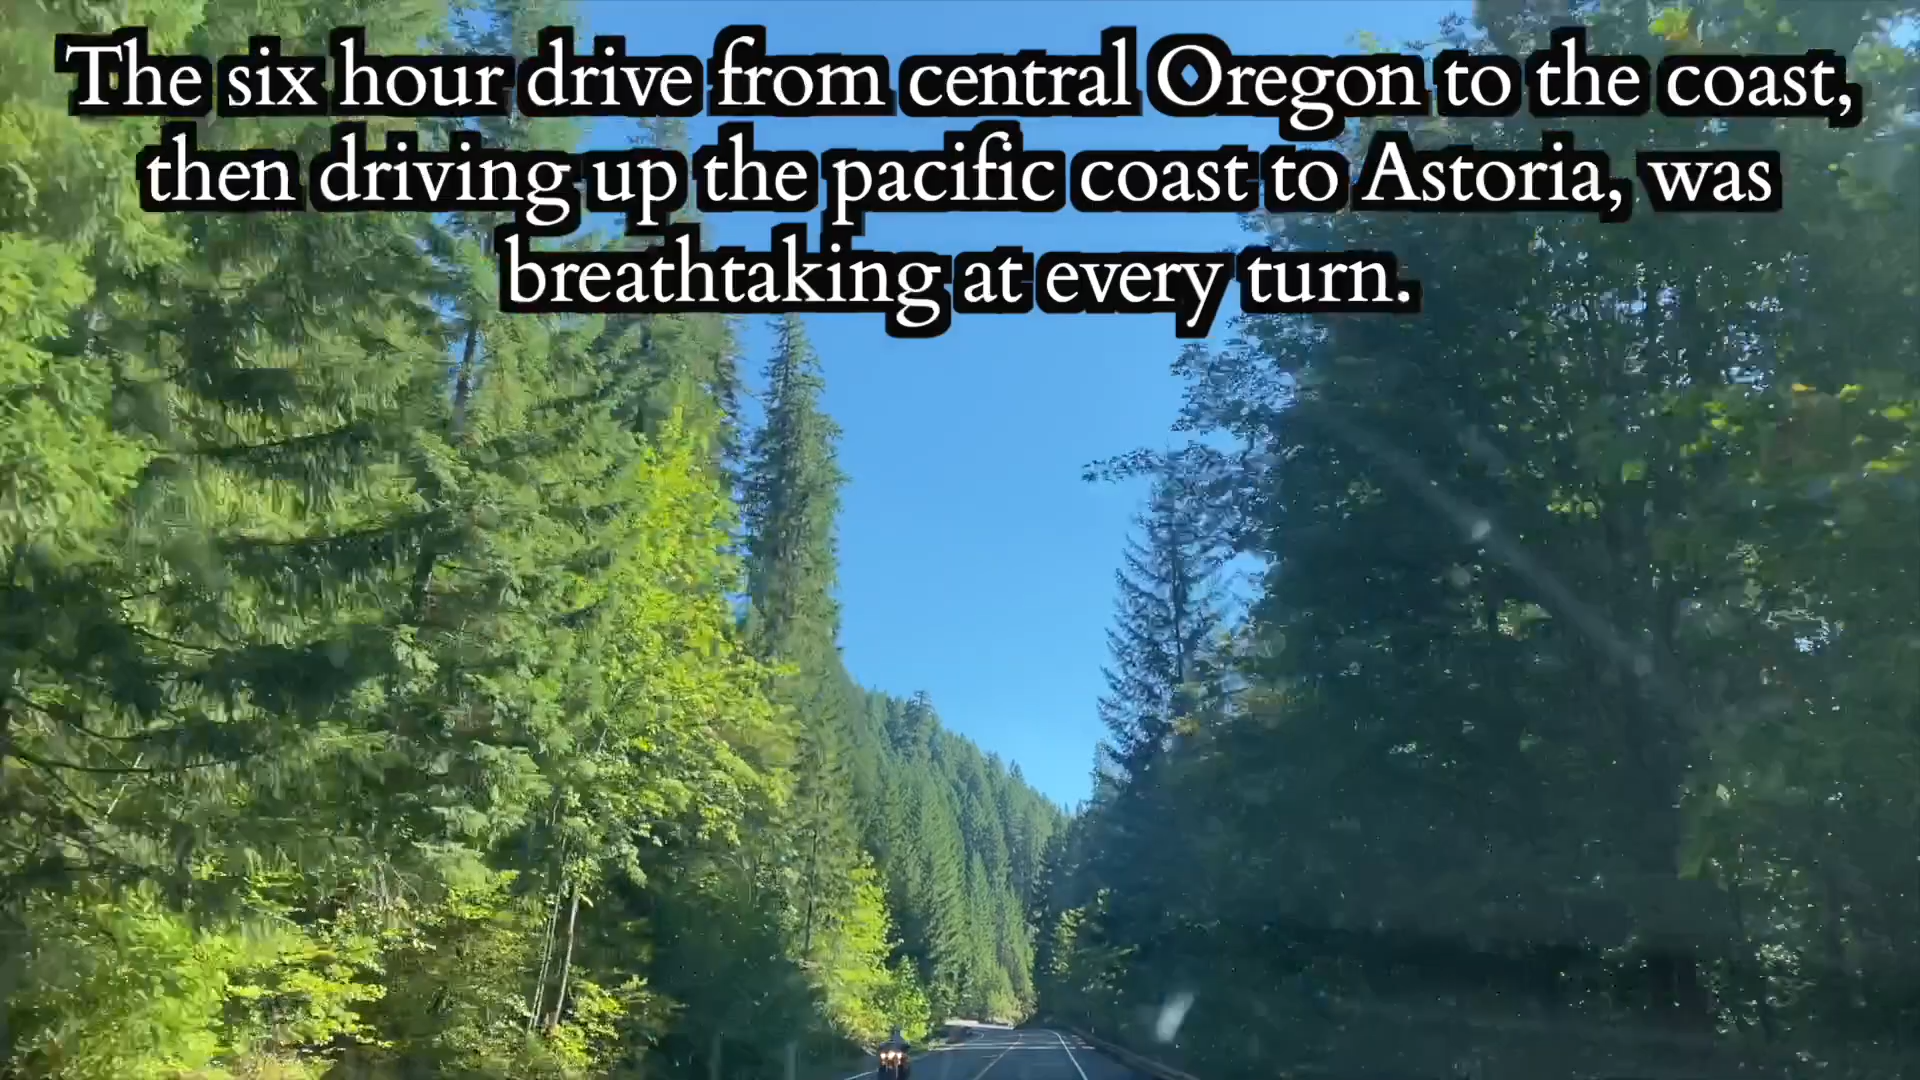 The six hour drive from central Oregon to the coast,
then driving up the pacific coast to Astoria, was
breathtaking at every turn.